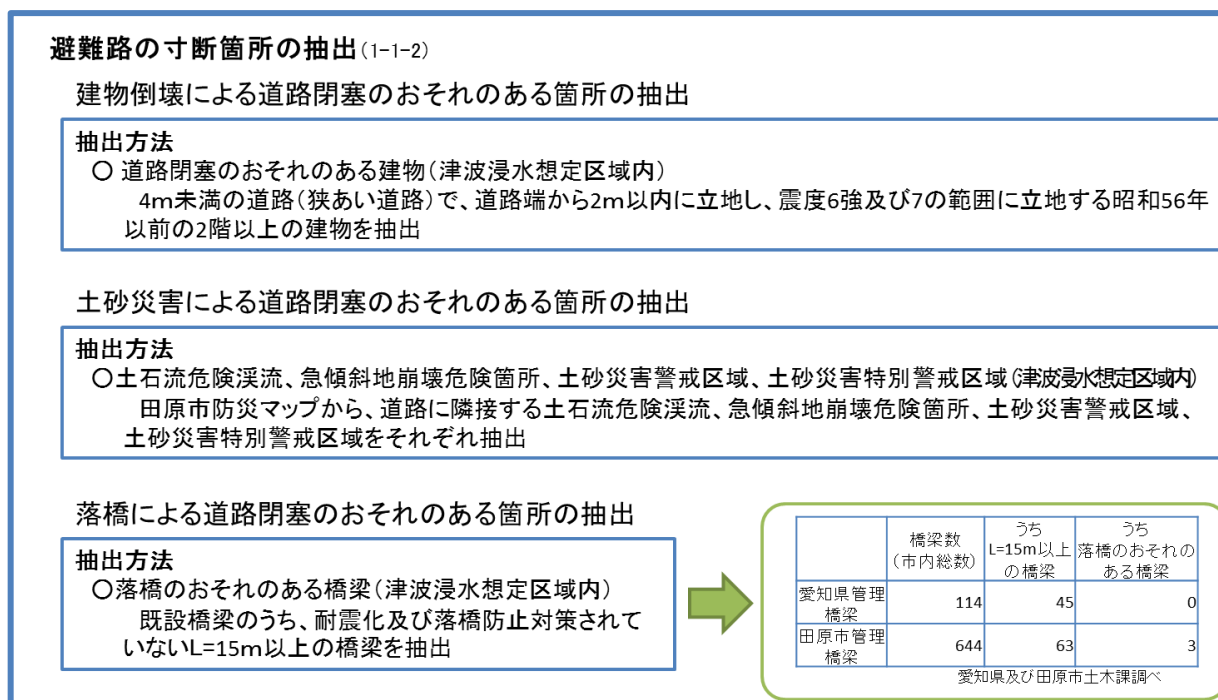 避難路の寸断箇所の抽出(1-1-2)
建物倒壊による道路閉塞のおそれのある箇所の抽出
抽出方法
○ 道路閉塞のおそれのある建物(津波浸水想定区域内)
4m未満の道路(狭あい道路)で、道路端から2m以内に立地し、震度6強及び7の範囲に立地する昭和56年
以前の2階以上の建物を抽出
土砂災害による道路閉塞のおそれのある箇所の抽出
抽出方法
○土石流危険渓流、急傾斜地崩壊危険箇所、土砂災害警戒区域、土砂災害特別警戒区域(津波浸水想定区域内)
田原市防災マップから、道路に隣接する土石流危険渓流、急傾斜地崩壊危険箇所、土砂災害警戒区域、
土砂災害特別警戒区域をそれぞれ抽出
落橋による道路閉塞のおそれのある箇所の抽出
抽出方法
○落橋のおそれのある橋梁(津波浸水想定区域内)
既設橋梁のうち、耐震化及び落橋防止対策されて
いないL=15m以上の橋梁を抽出
橋梁数
(市内総数)
うち
L=15m以上
の橋梁
うち
落橋のおそれの
ある橋梁
愛知県管理
橋梁
114 45 0
田原市管理
橋梁
644 63 3
愛知県及び田原市土木課調べ